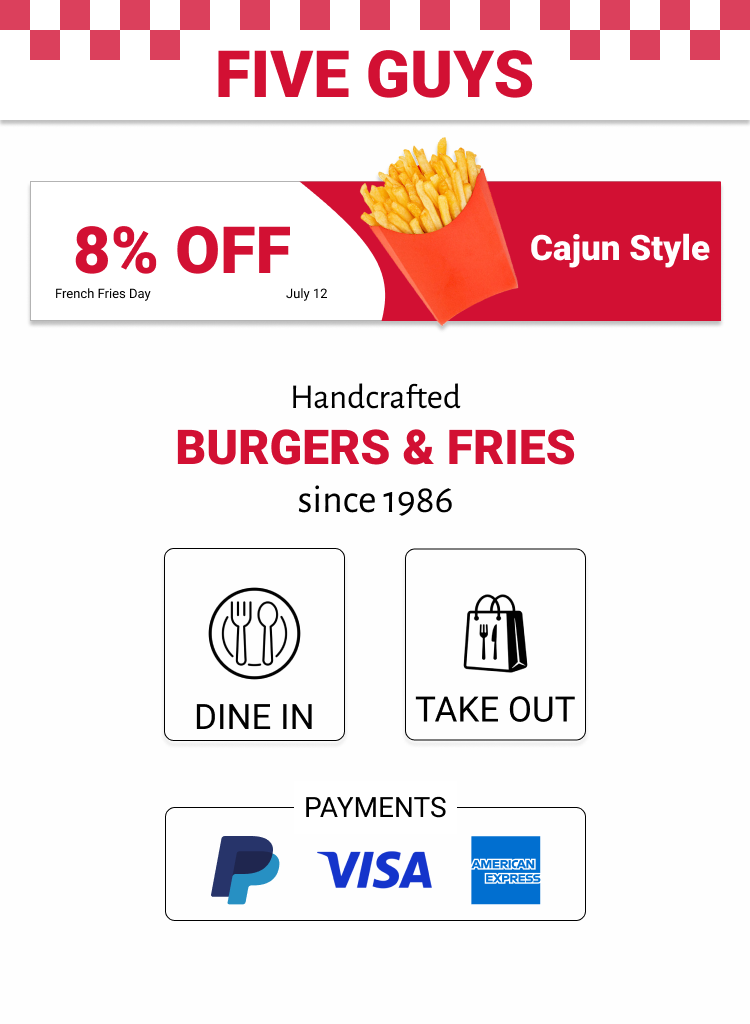 FIVE GUYS
8% OFF
French Fries Day July 12
Cajun Style
Handcrafted
BURGERS & FRIES
since 1986
DINE IN
TAKE OUT
PAYMENTS
VISA
AMERICAN
EXPRESS